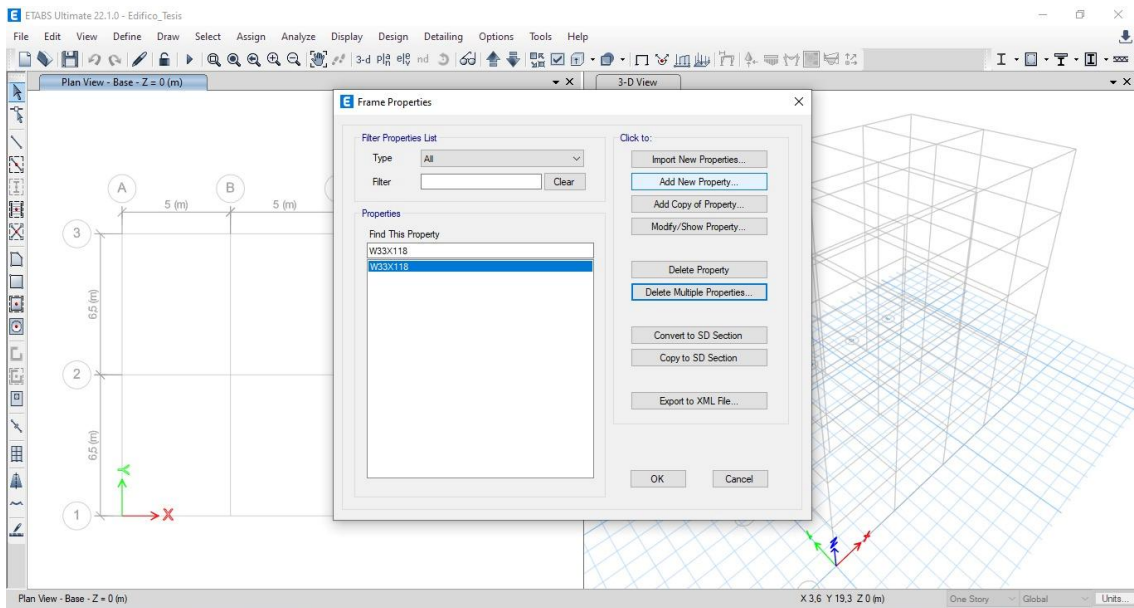 ETABS Ultimate 22.1.0 - Edifico_Tesis
File Edit View Define Draw Select Assign Analyze Display Design Detailing Options Tools Help
3-d
nd
Plan View - Base - Z = 0 (m)
3-D View
Frame Properties
Filter Properties List
Type All
Filter Clear
Properties
Find This Property
W33X118
W33X118
Click to:
Import New Properties...
Add New Property...
Add Copy of Property...
Modify/Show Property...
Delete Property
Delete Multiple Properties...
Convert to SD Section
Copy to SD Section
Export to XML File...
OK Cancel
A B
5 (m) 5 (m)
3
6,5 (m)
2
6,5 (m)
1
Y
X
Plan View - Base - Z = 0 (m)
X 3,6 Y 19,3 Z 0 (m)
One Story Global Units...